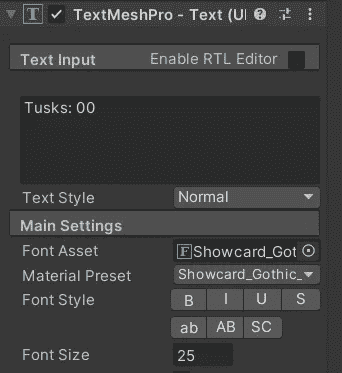 TextMeshPro - Text (UI
Text Input Enable RTL Editor
Tusks: 00
Text Style Normal
Main Settings
Font Asset F Showcard_Got
Material Preset Showcard_Gothic_
Font Style B I U S
ab AB SC
Font Size 25